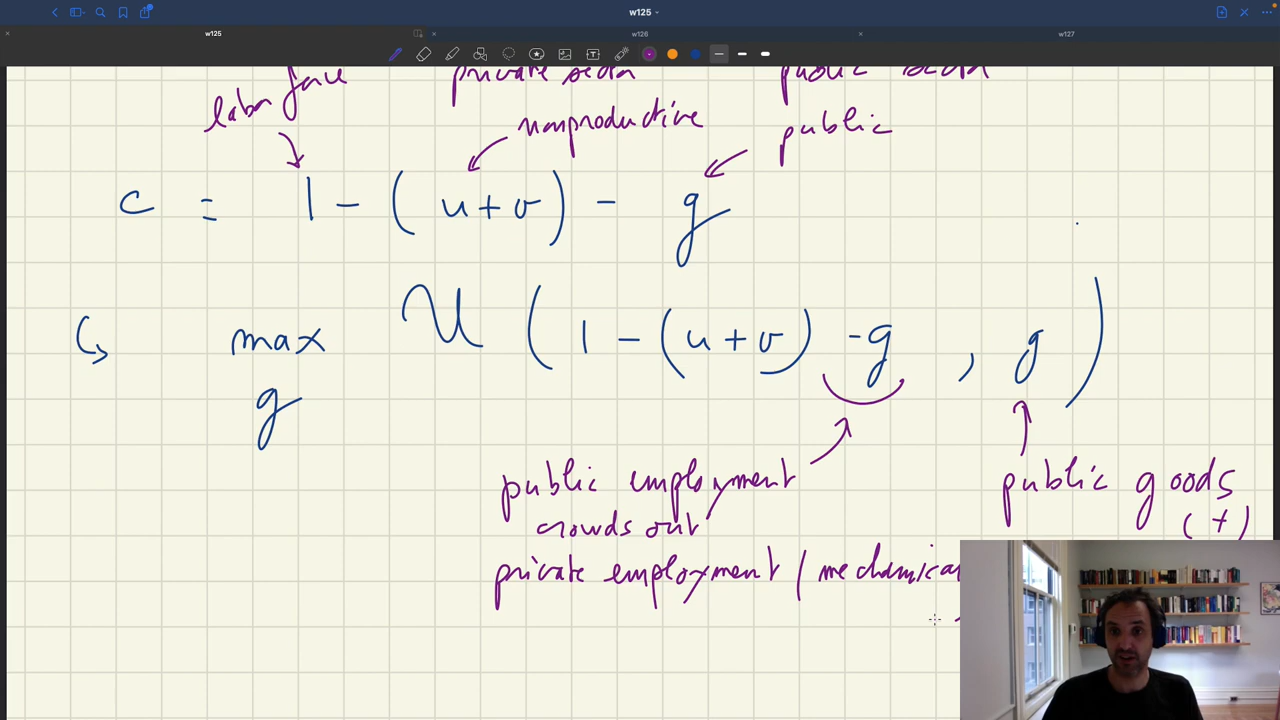 w125
w125
w126
w127
labor force
private sector
public sector
nonproductive
public
c = 1 - (u+v) - g
max U ( 1 - (u+v) -g , g )
g
public employment
crowds out
private employment / mechanical
public goods
(+)